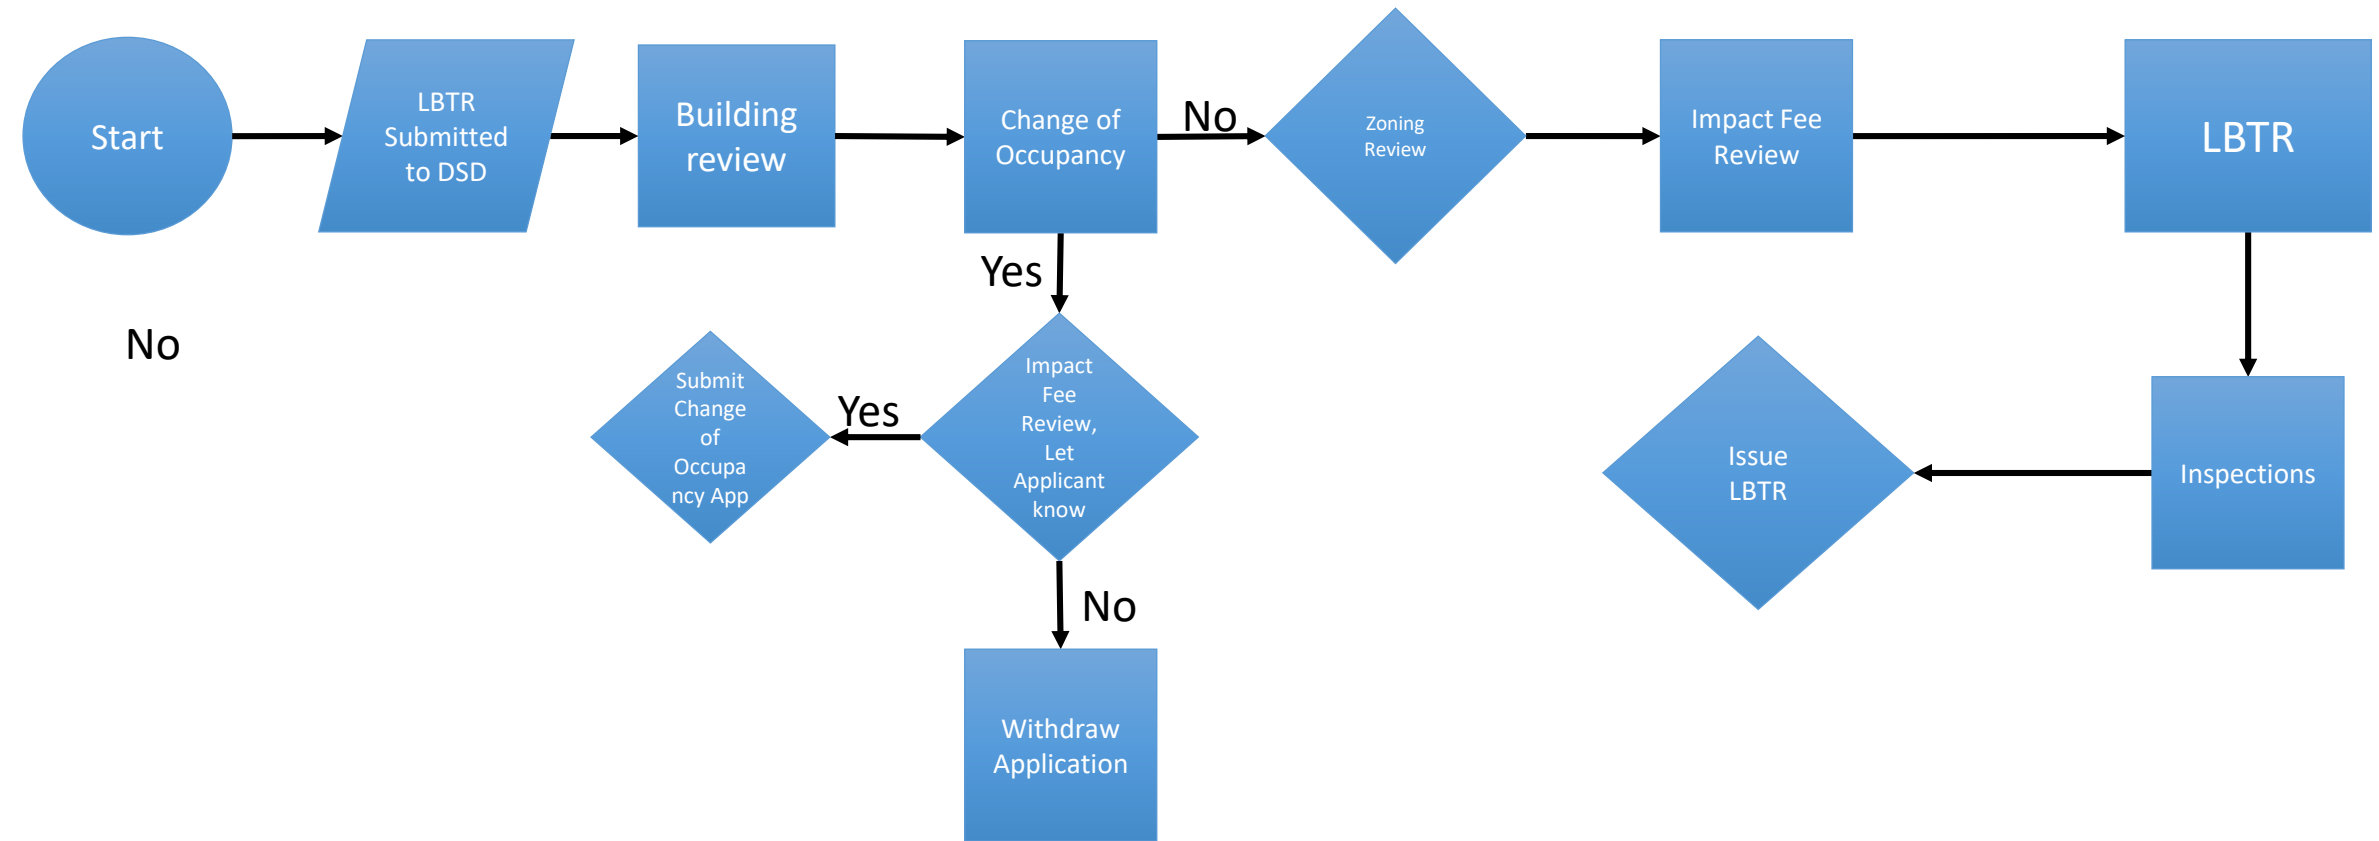 Start
LBTR
Submitted
to DSD
Building
review
Change of
Occupancy
No
Zoning
Review
Impact Fee
Review
LBTR
Yes
No
Submit
Change
of
Occupa
ncy App
Yes
Impact
Fee
Review,
Let
Applicant
know
Issue
LBTR
Inspections
No
Withdraw
Application